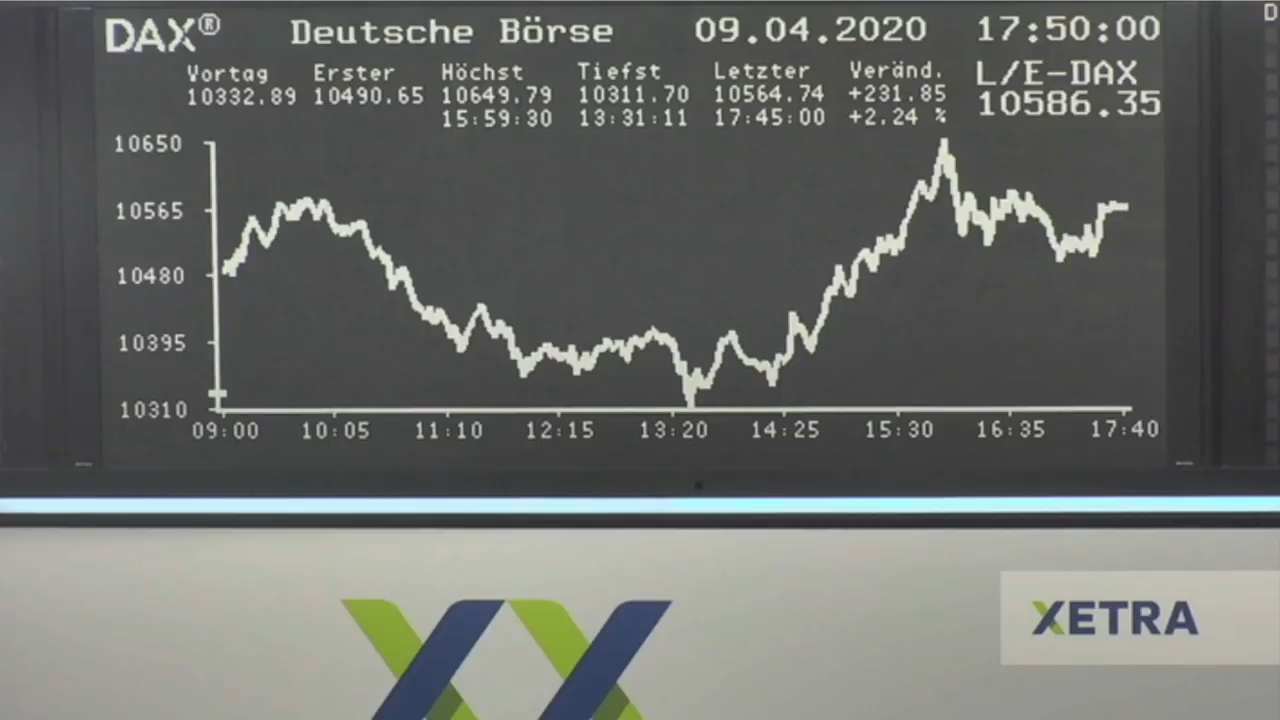 DAX® Deutsche Börse 09.04.2020 17:50:00
Vortag Erster Höchst Tiefst Letzter Veränd. L/E-DAX
10332.89 10490.65 10649.79 10311.70 10564.74 +231.85 10586.35
15:59:30 13:31:11 17:45:00 +2.24 %
10650
10565
10480
10395
10310
09:00 10:05 11:10 12:15 13:20 14:25 15:30 16:35 17:40
XETRA
D